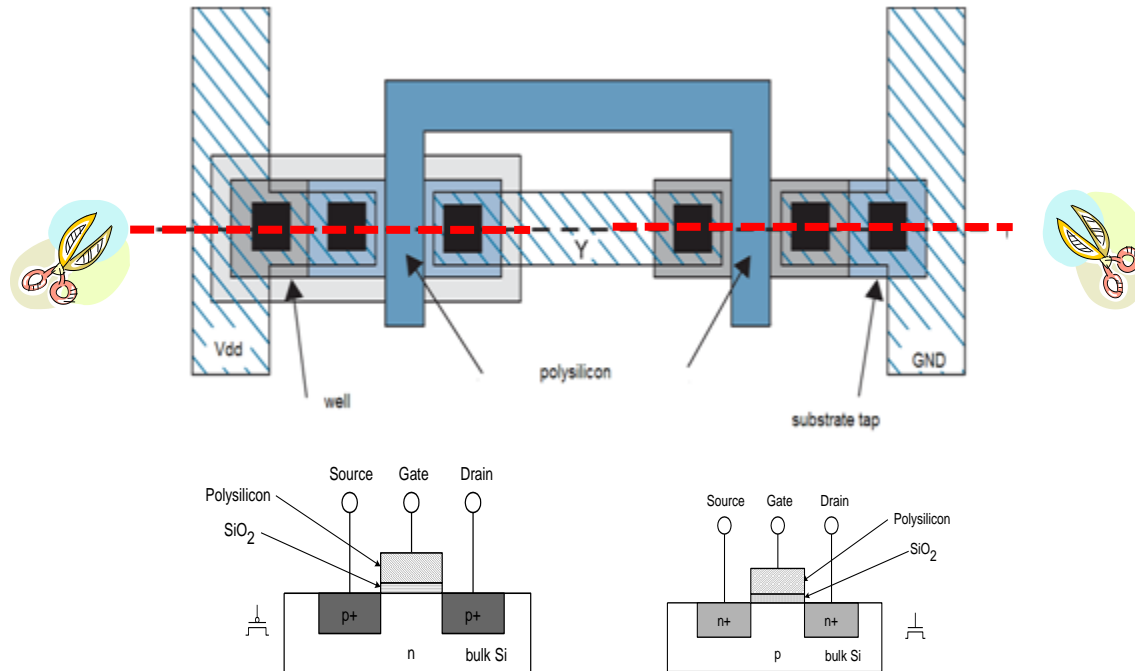 Y
Vdd
GND
polysilicon
well
substrate tap
Source Gate Drain
Polysilicon
SiO2
p+ p+
n bulk Si
Source Gate Drain
Polysilicon
SiO2
n+ n+
p bulk Si